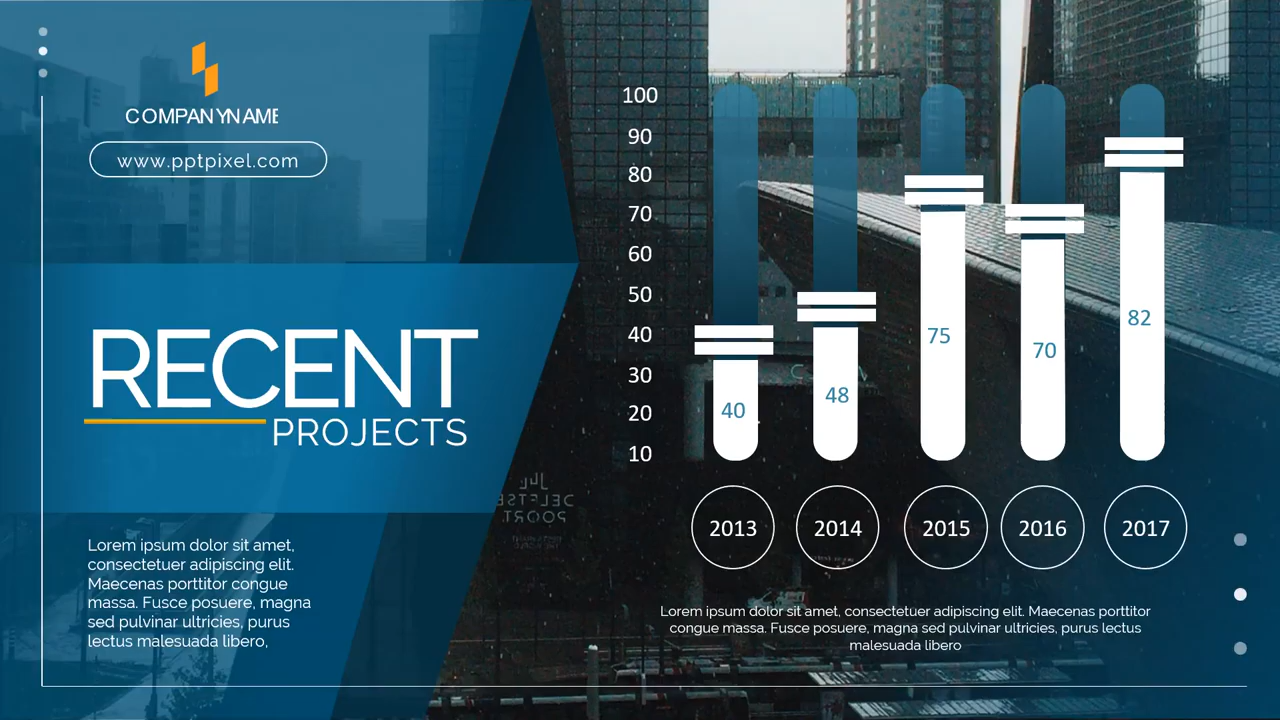 COMPANYNAME
www.pptpixel.com
RECENT
PROJECTS
Lorem ipsum dolor sit amet,
consectetuer adipiscing elit.
Maecenas porttitor congue
massa. Fusce posuere, magna
sed pulvinar ultricies, purus
lectus malesuada libero,
100
90
80
70
60
50
40
30
20
10
40
48
75
70
82
2013
2014
2015
2016
2017
Lorem ipsum dolor sit amet, consectetuer adipiscing elit. Maecenas porttitor
congue massa. Fusce posuere, magna sed pulvinar ultricies, purus lectus
malesuada libero